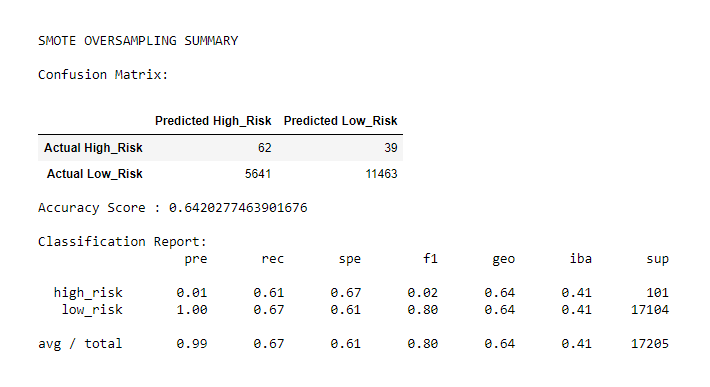 SMOTE OVERSAMPLING SUMMARY
Confusion Matrix:
Predicted High_Risk Predicted Low_Risk
Actual High_Risk 62 39
Actual Low_Risk 5641 11463
Accuracy Score : 0.6420277463901676
Classification Report:
pre rec spe f1 geo iba sup
high_risk 0.01 0.61 0.67 0.02 0.64 0.41 101
low_risk 1.00 0.67 0.61 0.80 0.64 0.41 17104
avg / total 0.99 0.67 0.61 0.80 0.64 0.41 17205